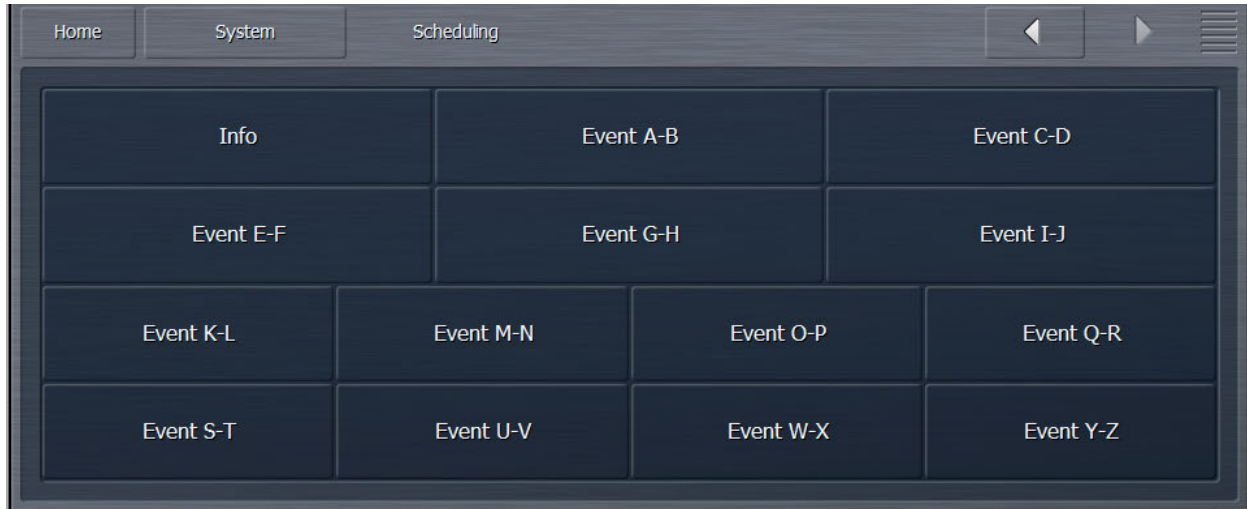 Home System Scheduling
Info Event A-B Event C-D
Event E-F Event G-H Event I-J
Event K-L Event M-N Event O-P Event Q-R
Event S-T Event U-V Event W-X Event Y-Z